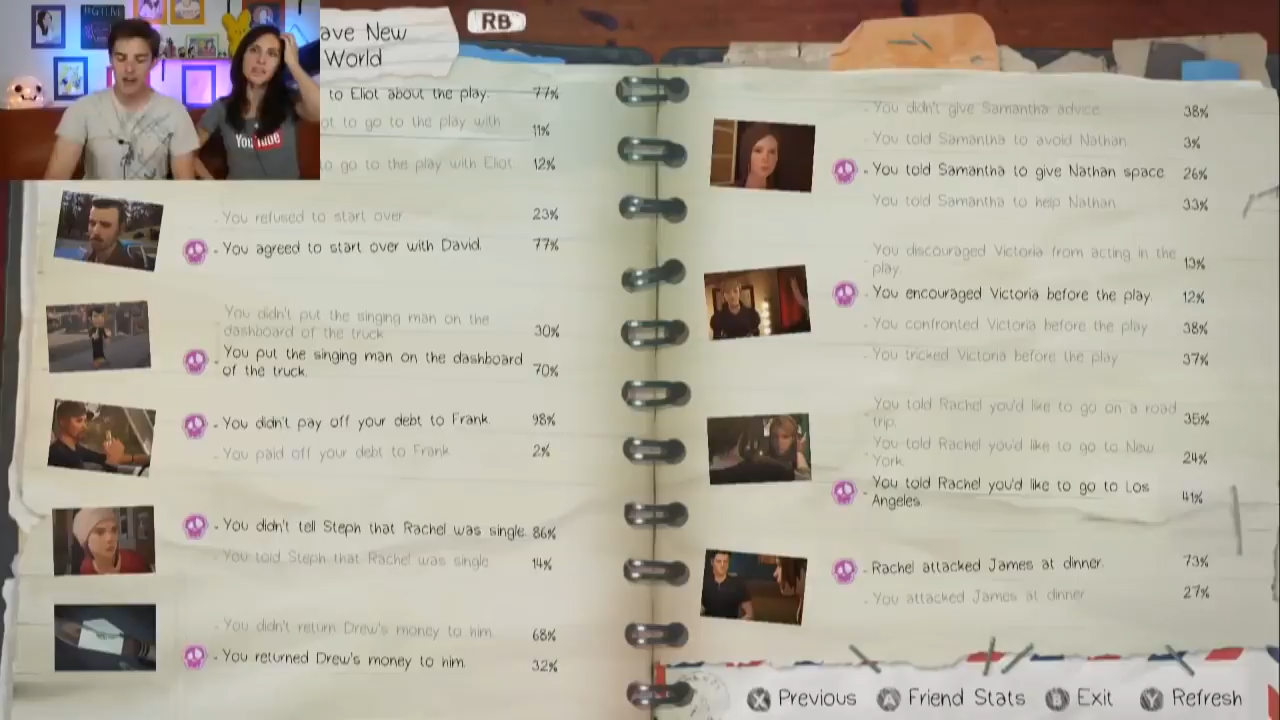 ave New
World
RB
to Eliot about the play. 77%
ot to go to the play with 11%
to go to the play with Eliot 12%
You refused to start over 23%
- You agreed to start over with David. 77%
You didn't put the singing man on the
dashboard of the truck 30%
- You put the singing man on the dashboard
of the truck. 70%
- You didn't pay off your debt to Frank. 98%
- You paid off your debt to Frank 2%
- You didn't tell Steph that Rachel was single. 86%
- You told Steph that Rachel was single 14%
You didn't return Drew's money to him. 68%
- You returned Drew's money to him. 32%
- You didn't give Samantha advice 38%
- You told Samantha to avoid Nathan 3%
- You told Samantha to give Nathan space 26%
You told Samantha to help Nathan 33%
You discouraged Victoria from acting in the
play 13%
- You encouraged Victoria before the play. 12%
- You confronted Victoria before the play 38%
- You tricked Victoria before the play 37%
You told Rachel you'd like to go on a road
trip. 35%
You told Rachel you'd like to go to New
York 24%
- You told Rachel you'd like to go to Los
Angeles. 41%
- Rachel attacked James at dinner. 73%
- You attacked James at dinner 27%
X Previous A Friend Stats B Exit Y Refresh
YouTube